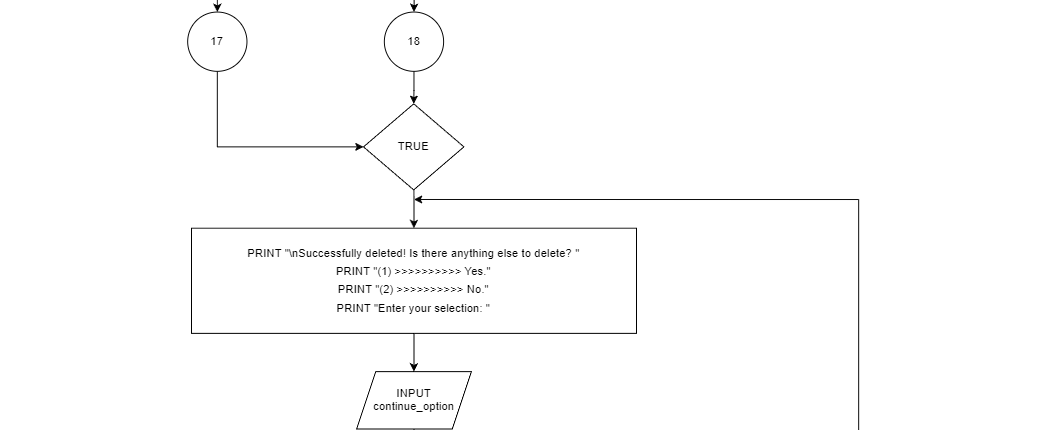 17
18
TRUE
PRINT "\nSuccessfully deleted! Is there anything else to delete? "
PRINT "(1) >>>>>>>>>> Yes."
PRINT "(2) >>>>>>>>>> No."
PRINT "Enter your selection: "
INPUT
continue_option